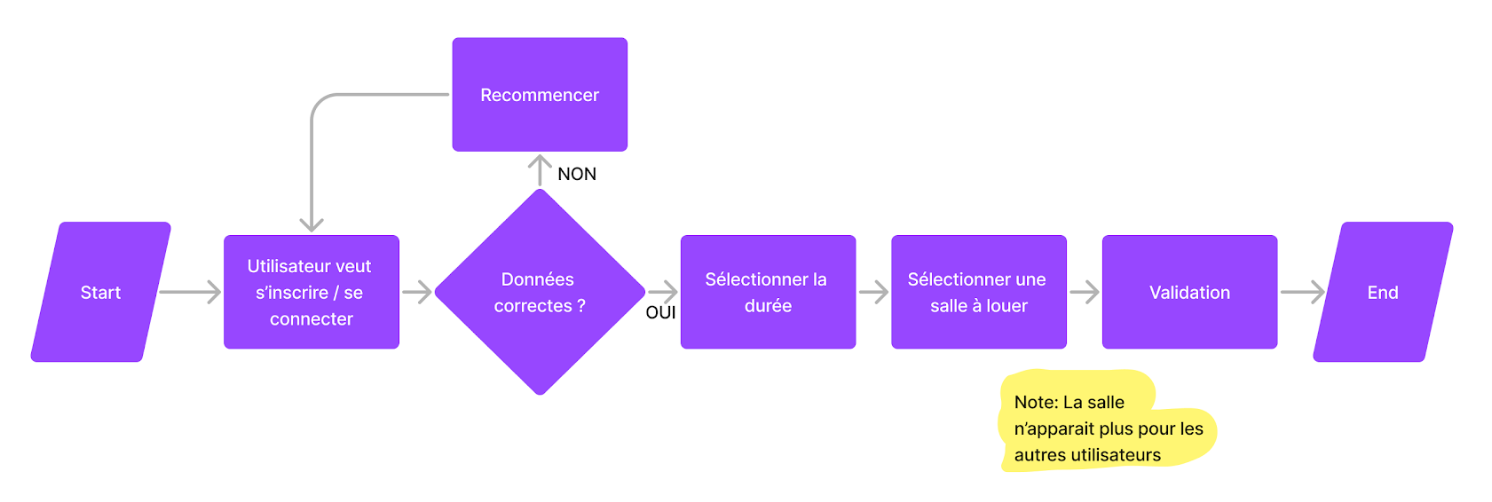 Recommencer
NON
Start
Utilisateur veut
s’inscrire / se
connecter
Données
correctes ?
OUI
Sélectionner la
durée
Sélectionner une
salle à louer
Validation
End
Note: La salle
n’apparait plus pour les
autres utilisateurs